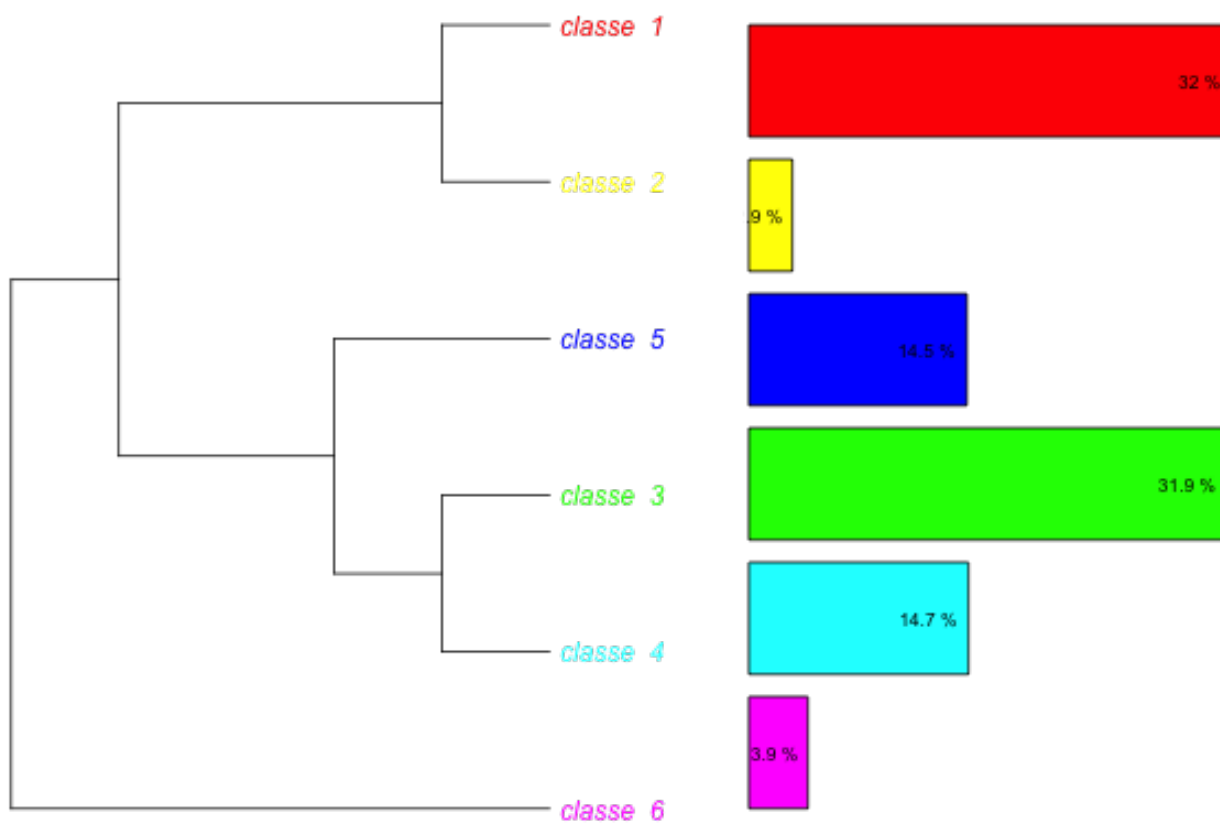 classe 1
32 %
classe 2
.9 %
classe 5
14.5 %
classe 3
31.9 %
classe 4
14.7 %
3.9 %
classe 6